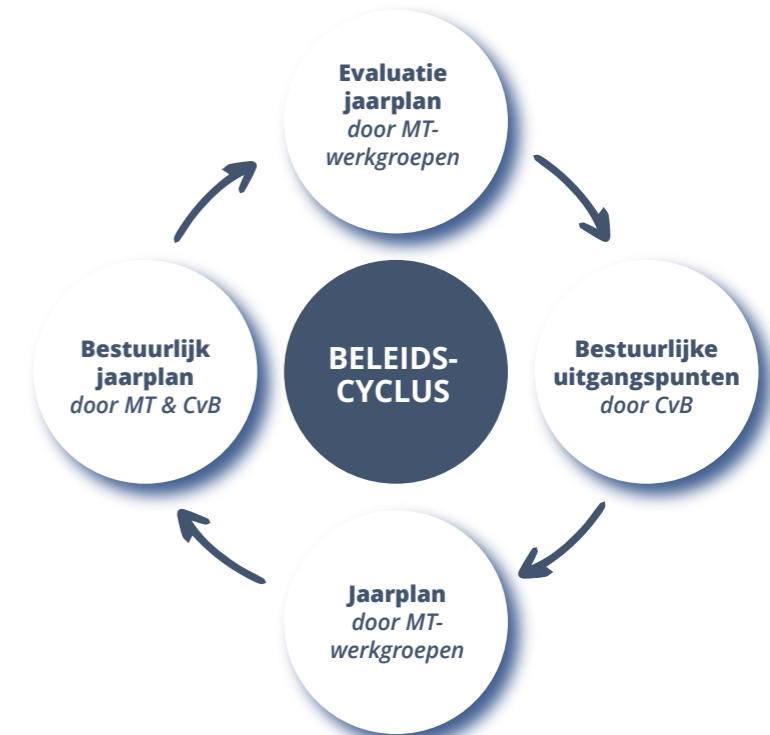 Evaluatie
jaarplan
door MT-
werkgroepen
Bestuurlijk
jaarplan
door MT & CvB
BELEIDS-
CYCLUS
Bestuurlijke
uitgangspunten
door CvB
Jaarplan
door MT-
werkgroepen